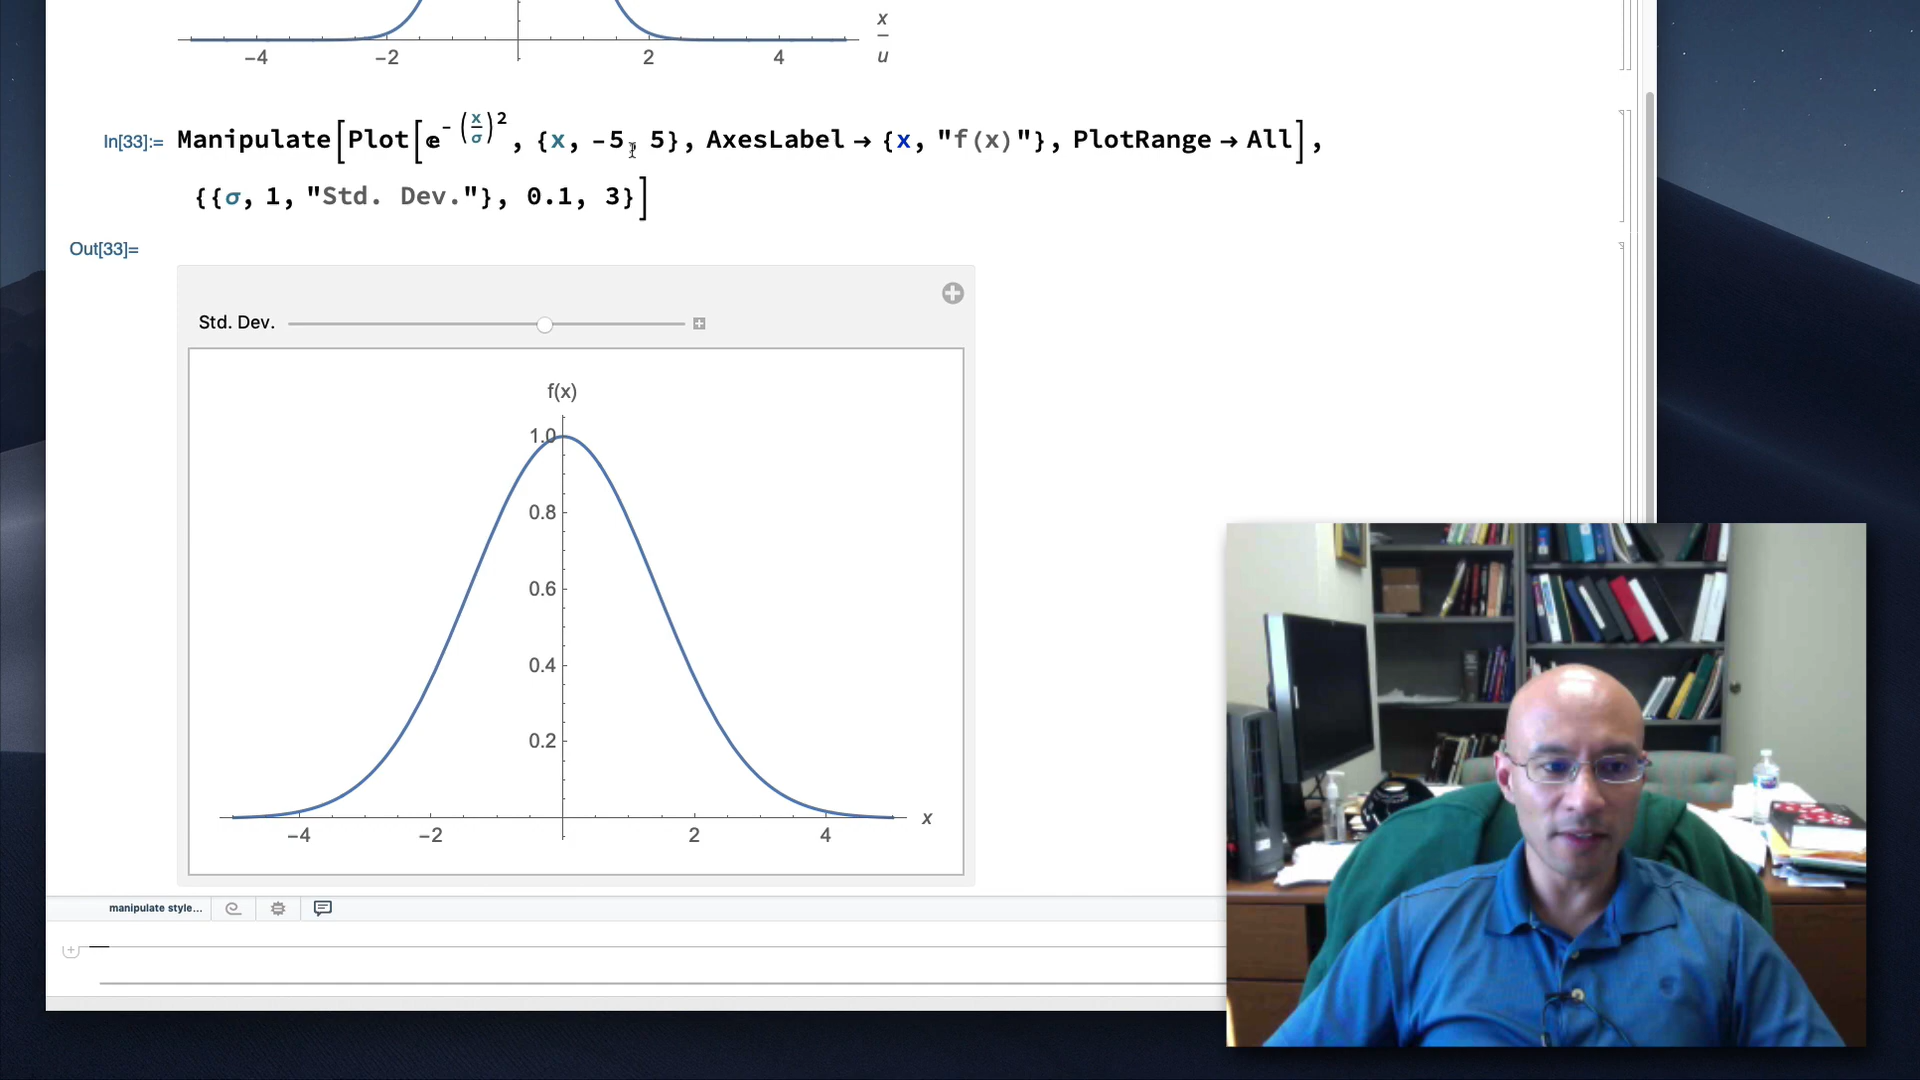 x
u
−4 −2 2 4
In[33]:= Manipulate[Plot[e^-(x/σ)^2, {x, -5, 5}, AxesLabel → {x, "f(x)"}, PlotRange → All],
{{σ, 1, "Std. Dev."}, 0.1, 3}]
Out[33]=
Std. Dev.
f(x)
1.0
0.8
0.6
0.4
0.2
−4 −2 2 4 x
manipulate style...